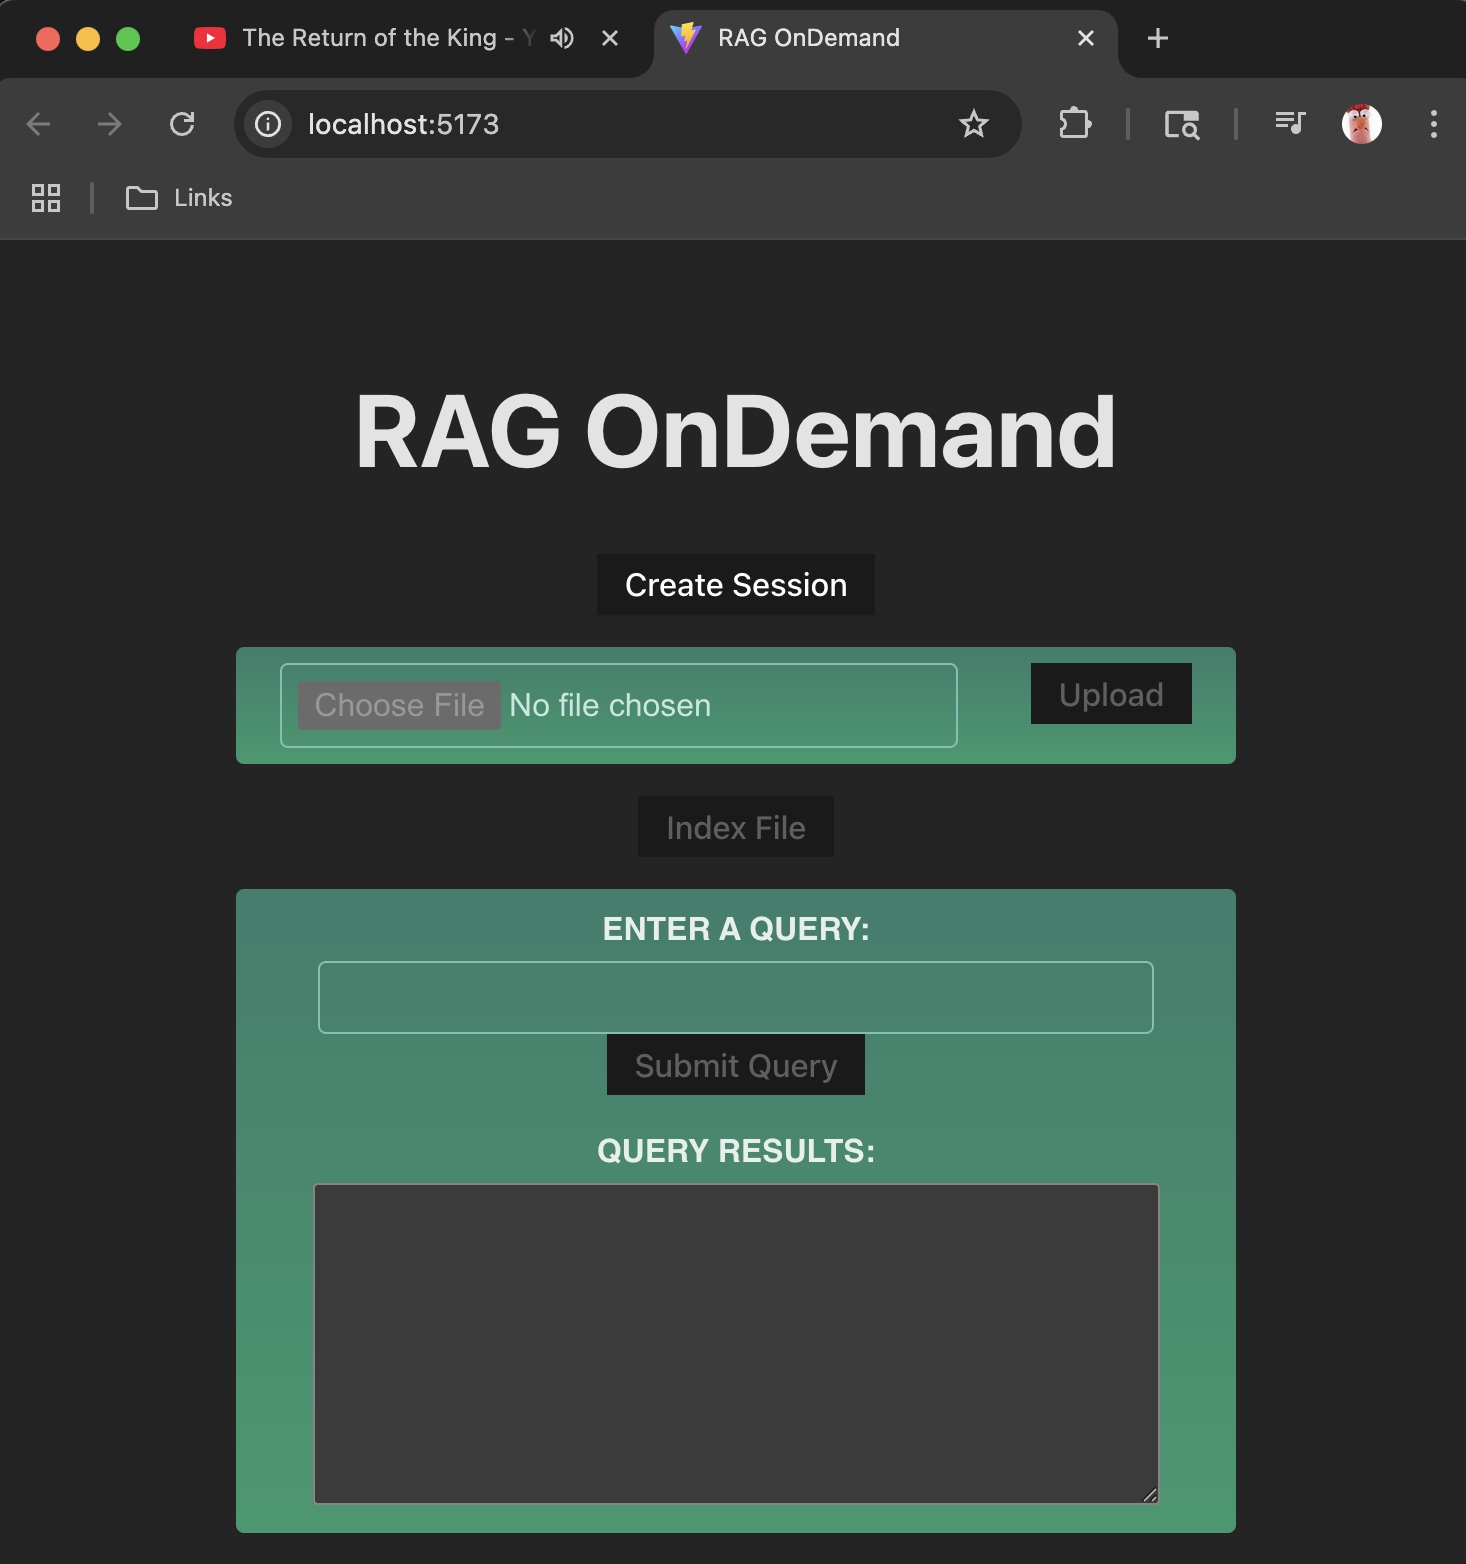 The Return of the King - Y
RAG OnDemand
localhost:5173
Links
RAG OnDemand
Create Session
Choose File No file chosen
Upload
Index File
ENTER A QUERY:
Submit Query
QUERY RESULTS: